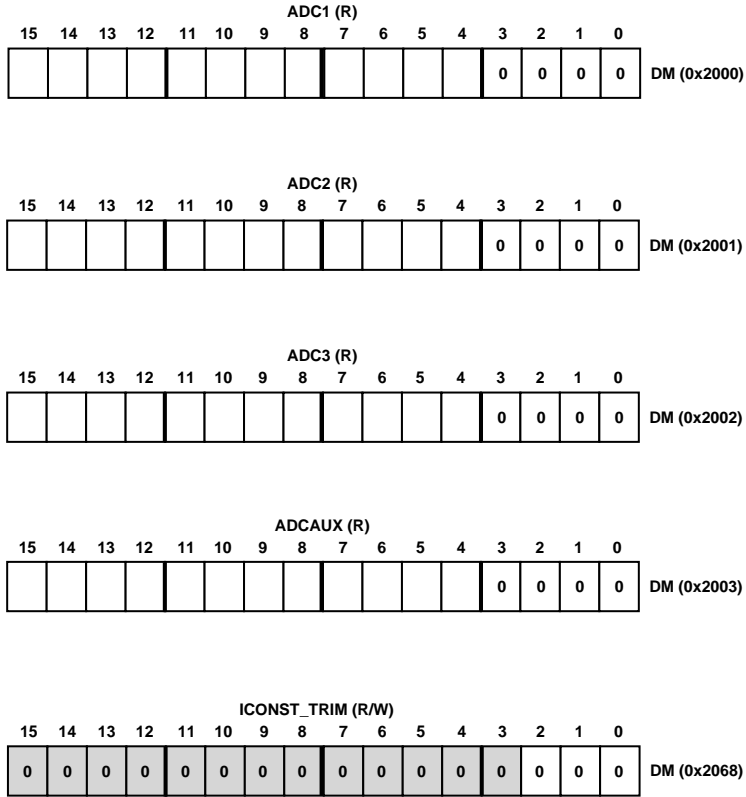 ADC1 (R)
15 14 13 12 11 10 9 8 7 6 5 4 3 2 1 0
0 0 0 0 DM (0x2000)
ADC2 (R)
15 14 13 12 11 10 9 8 7 6 5 4 3 2 1 0
0 0 0 0 DM (0x2001)
ADC3 (R)
15 14 13 12 11 10 9 8 7 6 5 4 3 2 1 0
0 0 0 0 DM (0x2002)
ADCAUX (R)
15 14 13 12 11 10 9 8 7 6 5 4 3 2 1 0
0 0 0 0 DM (0x2003)
ICONST_TRIM (R/W)
15 14 13 12 11 10 9 8 7 6 5 4 3 2 1 0
0 0 0 0 0 0 0 0 0 0 0 0 0 0 0 0 DM (0x2068)